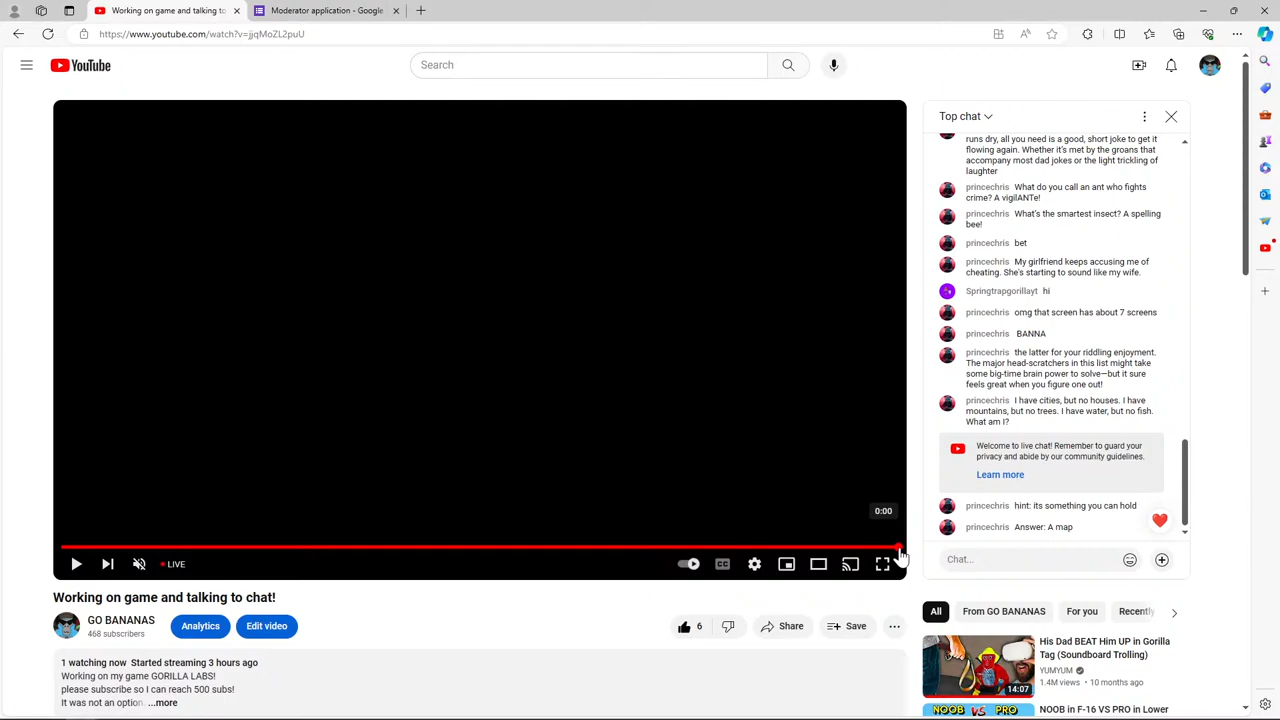 Working on game and talking to
Moderator application - Google
https://www.youtube.com/watch?v=jjqMoZL2puU
YouTube
Search
Top chat
runs dry, all you need is a good, short joke to get it
flowing again. Whether it's met by the groans that
accompany most dad jokes or the light trickling of
laughter
princechris What do you call an ant who fights
crime? A vigilANTe!
princechris What's the smartest insect? A spelling
bee!
princechris bet
princechris My girlfriend keeps accusing me of
cheating. She's starting to sound like my wife.
Springtrapgorillayt hi
princechris omg that screen has about 7 screens
princechris BANNA
princechris the latter for your riddling enjoyment.
The major head-scratchers in this list might take
some big-time brain power to solve—but it sure
feels great when you figure one out!
princechris I have cities, but no houses. I have
mountains, but no trees. I have water, but no fish.
What am I?
Welcome to live chat! Remember to guard your
privacy and abide by our community guidelines.
Learn more
princechris hint: its something you can hold
princechris Answer: A map
Chat...
0:00
LIVE
CC
Working on game and talking to chat!
GO BANANAS
468 subscribers
Analytics
Edit video
6
Share
Save
1 watching now Started streaming 3 hours ago
Working on my game GORILLA LABS!
please subscribe so I can reach 500 subs!
It was not an option. ...more
All
From GO BANANAS
For you
Recently
His Dad BEAT Him UP in Gorilla
Tag (Soundboard Trolling)
YUMYUM
1.4M views • 10 months ago
14:07
NOOB in F-16 VS PRO in Lower
NOOB VS PRO